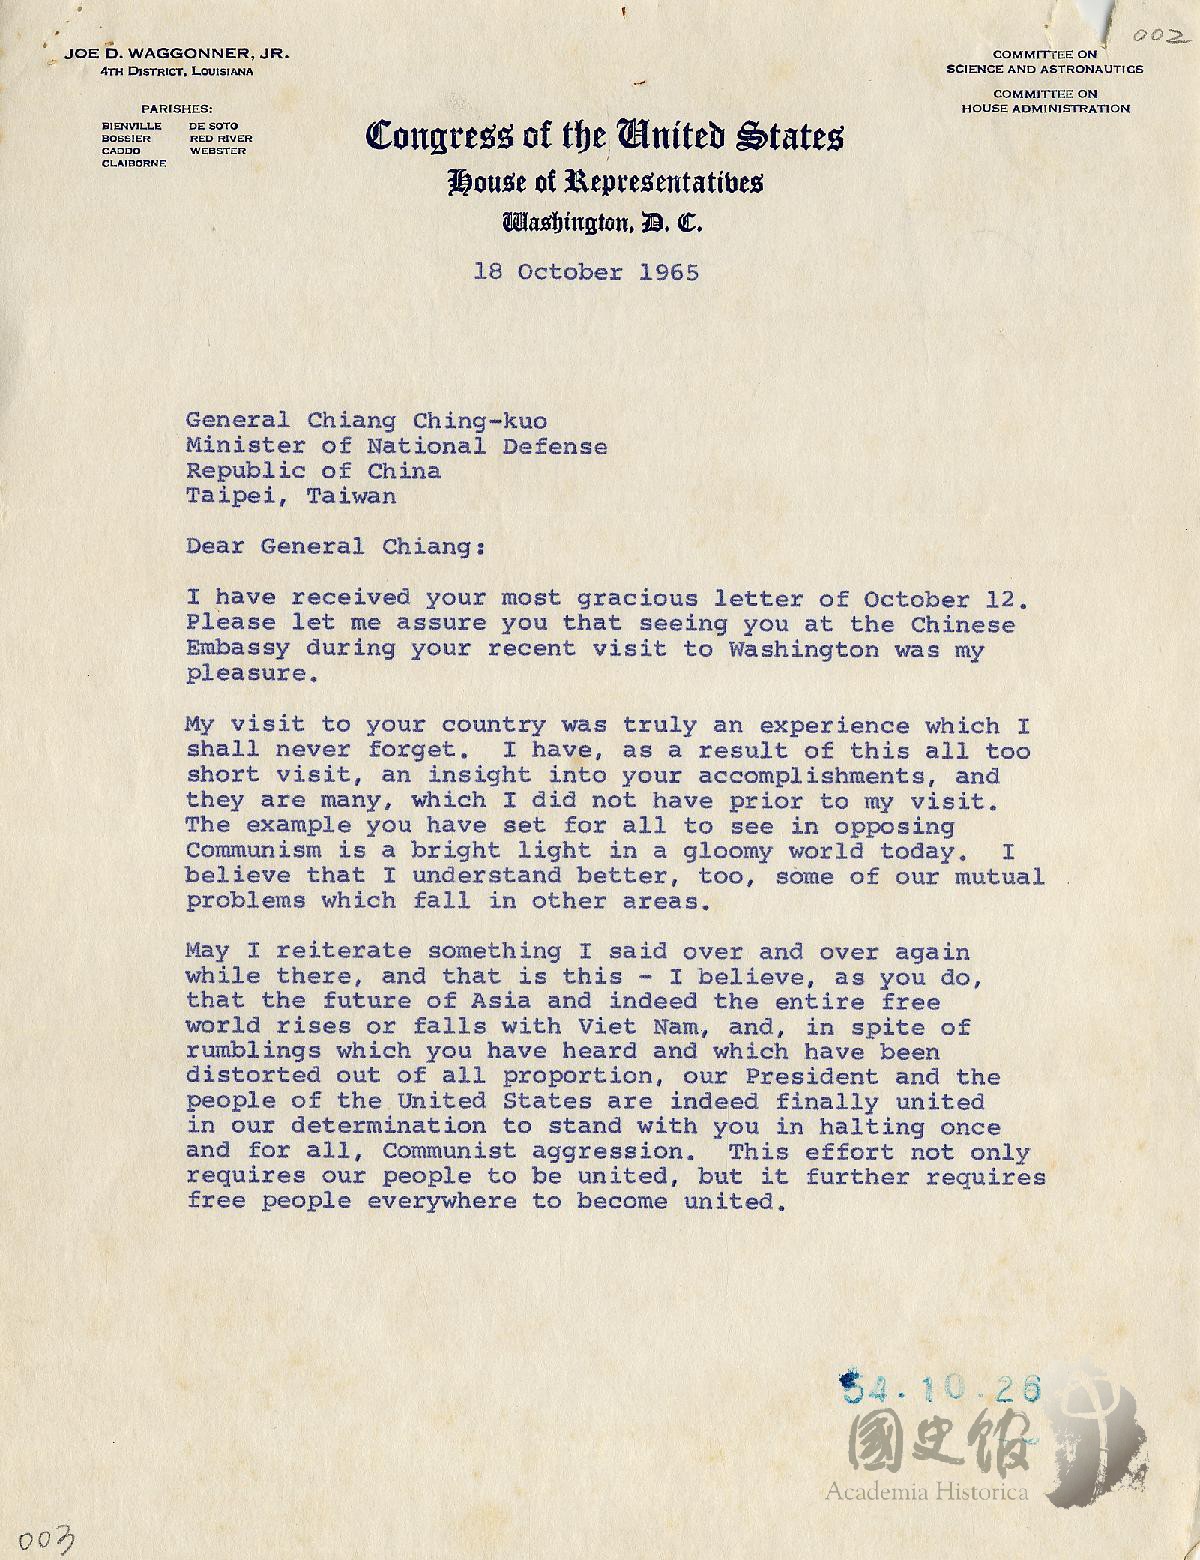 002
JOE D. WAGGONNER, JR.
4TH DISTRICT, LOUISIANA
PARISHES:
BIENVILLE DE SOTO
BOSSIER RED RIVER
CADDO WEBSTER
CLAIBORNE
COMMITTEE ON
SCIENCE AND ASTRONAUTICS
COMMITTEE ON
HOUSE ADMINISTRATION
Congress of the United States
House of Representatives
Washington, D. C.
18 October 1965
General Chiang Ching-kuo
Minister of National Defense
Republic of China
Taipei, Taiwan
Dear General Chiang:
I have received your most gracious letter of October 12.
Please let me assure you that seeing you at the Chinese
Embassy during your recent visit to Washington was my
pleasure.
My visit to your country was truly an experience which I
shall never forget. I have, as a result of this all too
short visit, an insight into your accomplishments, and
they are many, which I did not have prior to my visit.
The example you have set for all to see in opposing
Communism is a bright light in a gloomy world today. I
believe that I understand better, too, some of our mutual
problems which fall in other areas.
May I reiterate something I said over and over again
while there, and that is this - I believe, as you do,
that the future of Asia and indeed the entire free
world rises or falls with Viet Nam, and, in spite of
rumblings which you have heard and which have been
distorted out of all proportion, our President and the
people of the United States are indeed finally united
in our determination to stand with you in halting once
and for all, Communist aggression. This effort not only
requires our people to be united, but it further requires
free people everywhere to become united.
54.10.26
國史館
Academia Historica
003